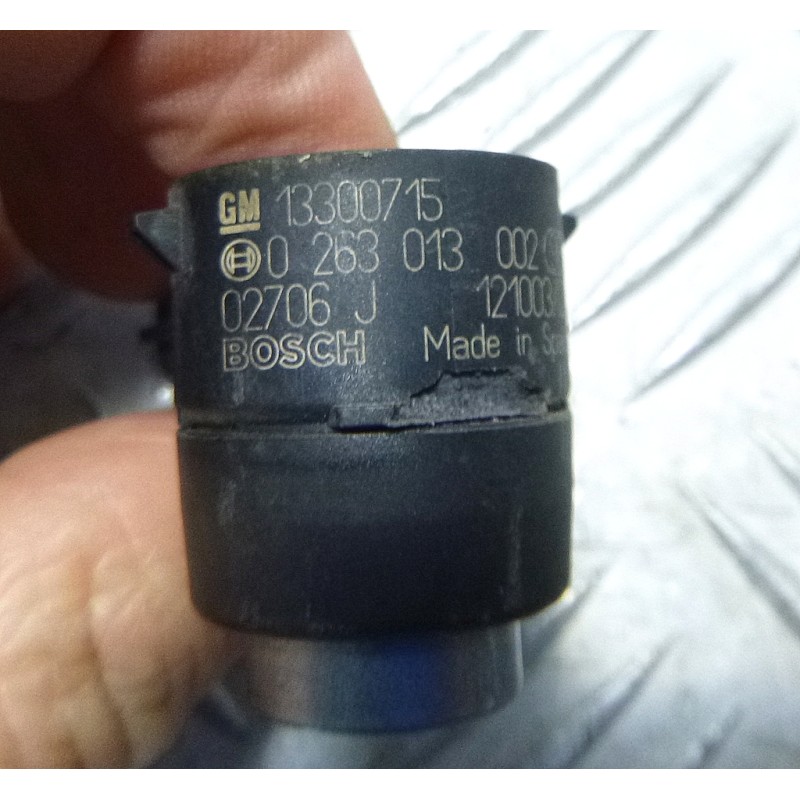 GM 13300715
0 263 013 002
02706 J
BOSCH Made in